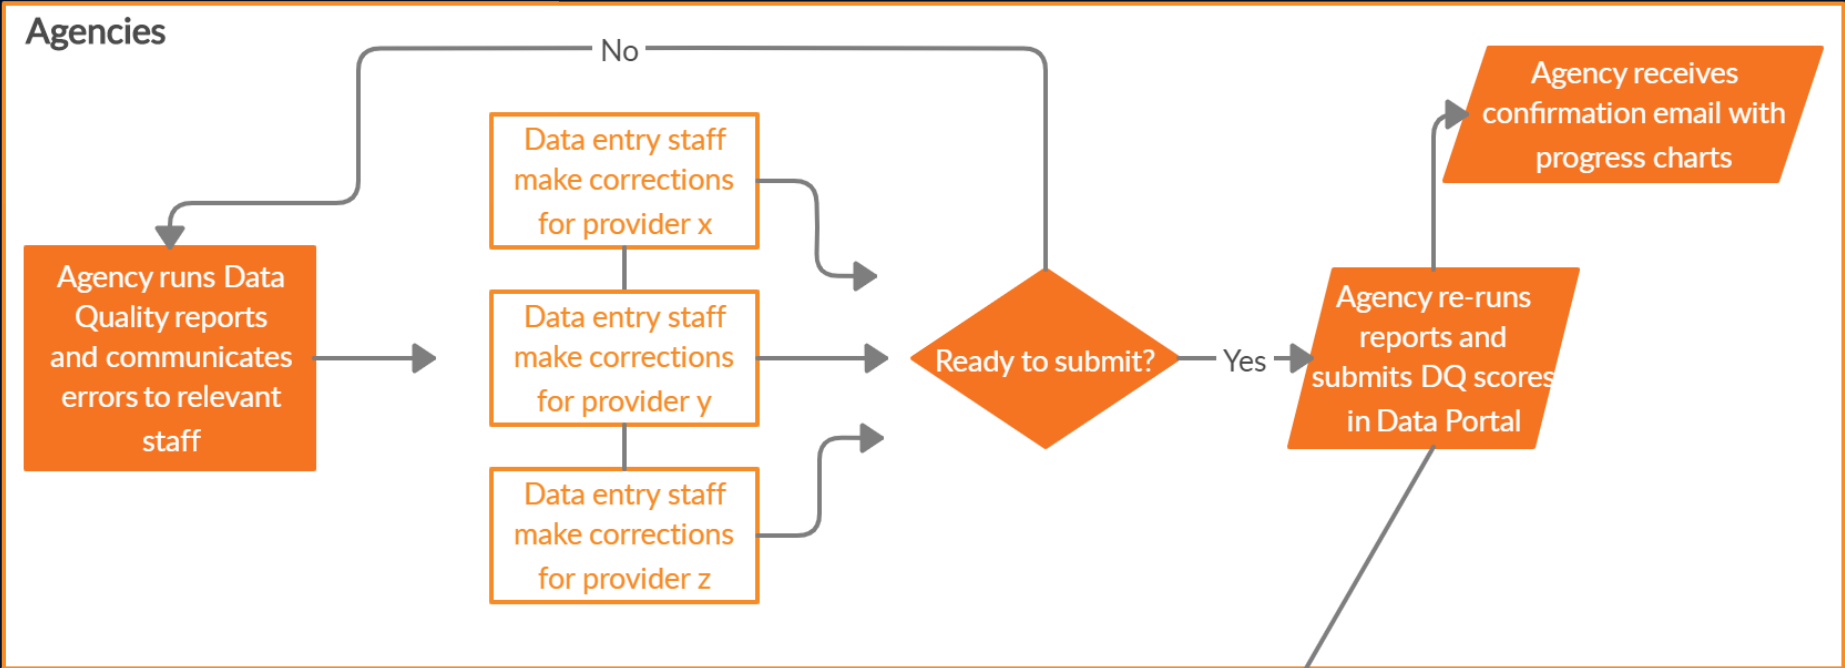 Agencies
No
Agency runs Data
Quality reports
and communicates
errors to relevant
staff
Data entry staff
make corrections
for provider x
Data entry staff
make corrections
for provider y
Data entry staff
make corrections
for provider z
Ready to submit?
Yes
Agency re-runs
reports and
submits DQ scores
in Data Portal
Agency receives
confirmation email with
progress charts